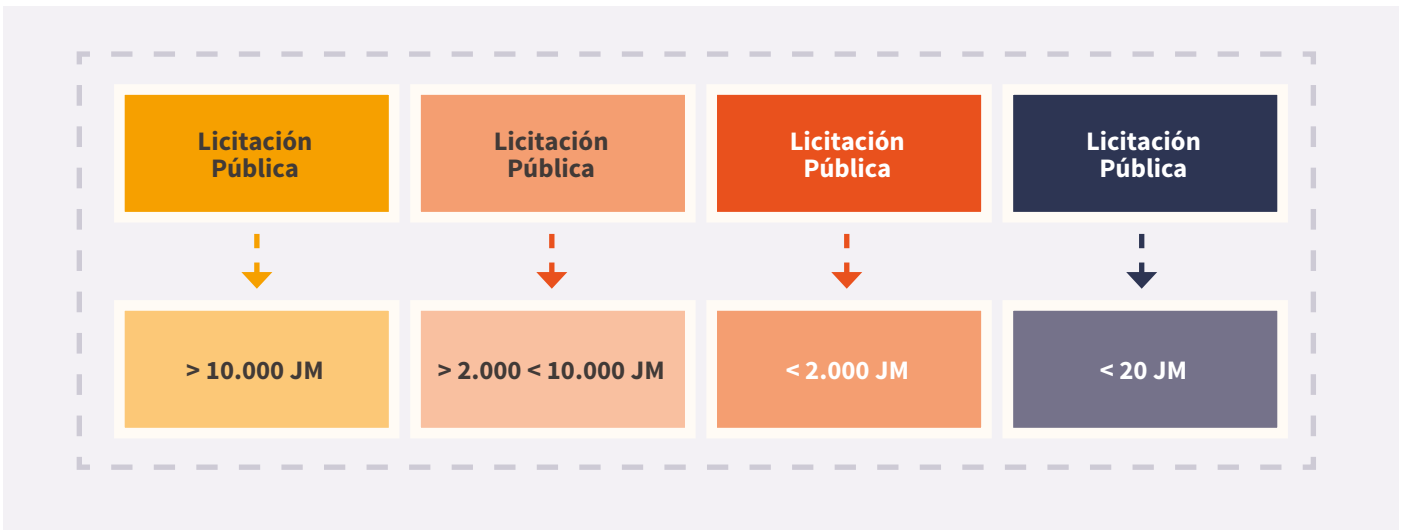 Licitación
Pública
Licitación
Pública
Licitación
Pública
Licitación
Pública
> 10.000 JM
> 2.000 < 10.000 JM
< 2.000 JM
< 20 JM